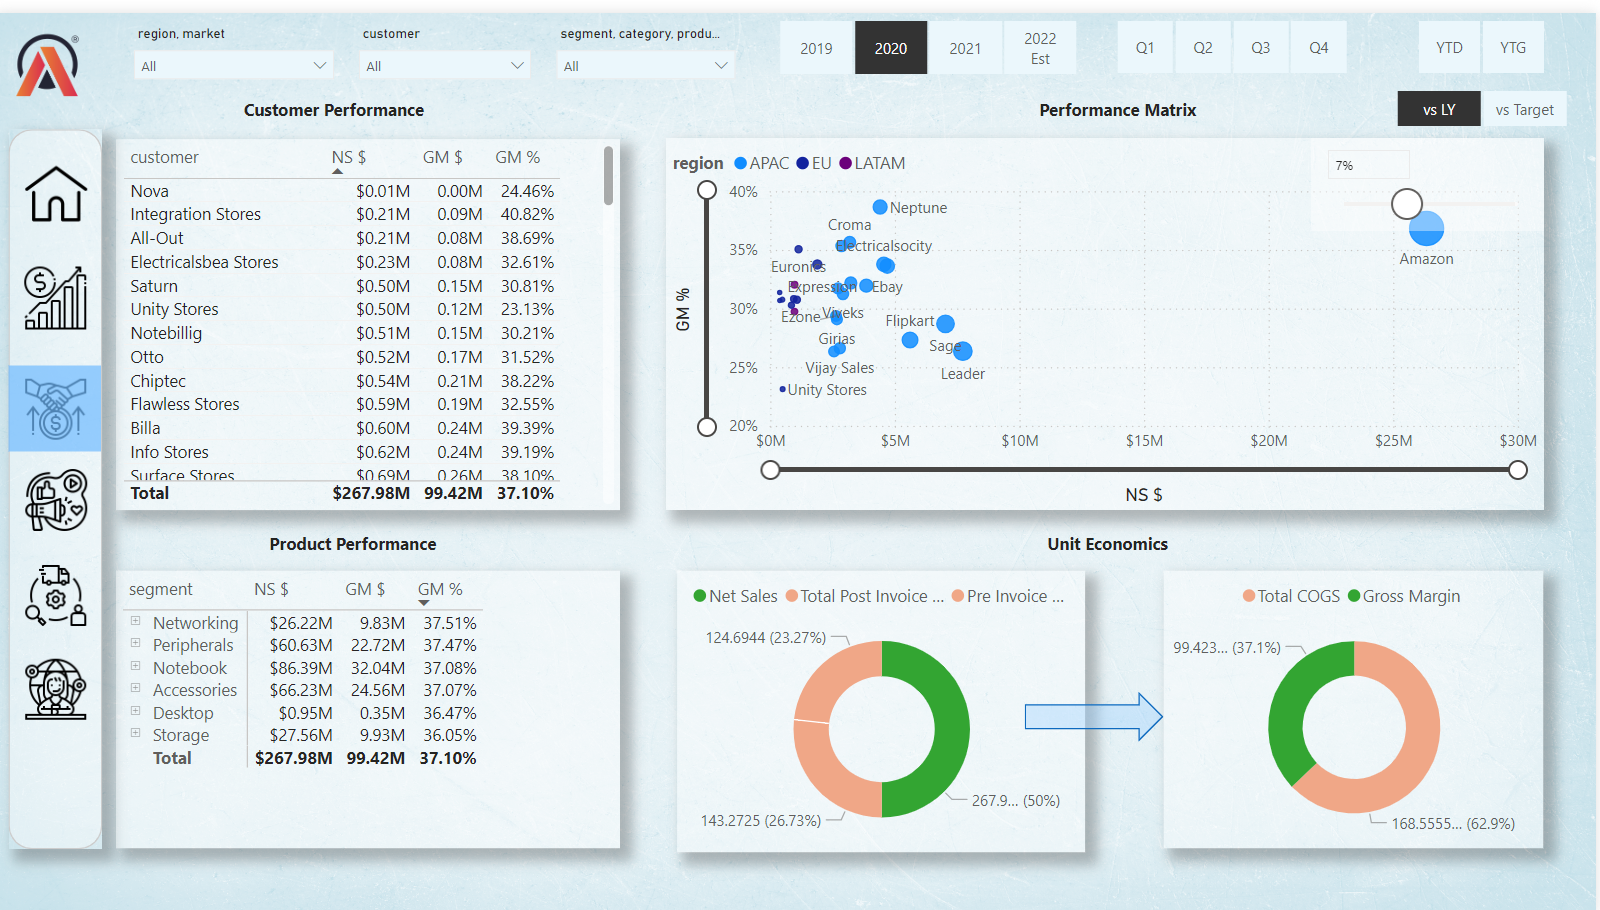 region, market
customer
segment, category, produ...
All
All
All
2019
2020
2021
2022
Est
Q1
Q2
Q3
Q4
YTD
YTG
vs LY
vs Target
Customer Performance
customer NS $ GM $ GM %
Nova $0.01M 0.00M 24.46%
Integration Stores $0.21M 0.09M 40.82%
All-Out $0.21M 0.08M 38.69%
Electricalsbea Stores $0.23M 0.08M 32.61%
Saturn $0.50M 0.15M 30.81%
Unity Stores $0.50M 0.12M 23.13%
Notebillig $0.51M 0.15M 30.21%
Otto $0.52M 0.17M 31.52%
Chiptec $0.54M 0.21M 38.22%
Flawless Stores $0.59M 0.19M 32.55%
Billa $0.60M 0.24M 39.39%
Info Stores $0.62M 0.24M 39.19%
Surface Stores $0.69M 0.26M 38.10%
Total $267.98M 99.42M 37.10%
Performance Matrix
region APAC EU LATAM
7%
GM %
40%
35%
30%
25%
20%
Neptune
Croma
Electricalsocity
Euronics
Expression
Ebay
Ezone
Viveks
Flipkart
Girias
Sage
Vijay Sales
Leader
Unity Stores
Amazon
$0M $5M $10M $15M $20M $25M $30M
NS $
Product Performance
segment NS $ GM $ GM %
Networking $26.22M 9.83M 37.51%
Peripherals $60.63M 22.72M 37.47%
Notebook $86.39M 32.04M 37.08%
Accessories $66.23M 24.56M 37.07%
Desktop $0.95M 0.35M 36.47%
Storage $27.56M 9.93M 36.05%
Total $267.98M 99.42M 37.10%
Unit Economics
Net Sales Total Post Invoice ... Pre Invoice ...
124.6944 (23.27%)
267.9... (50%)
143.2725 (26.73%)
Total COGS Gross Margin
99.423... (37.1%)
168.5555... (62.9%)